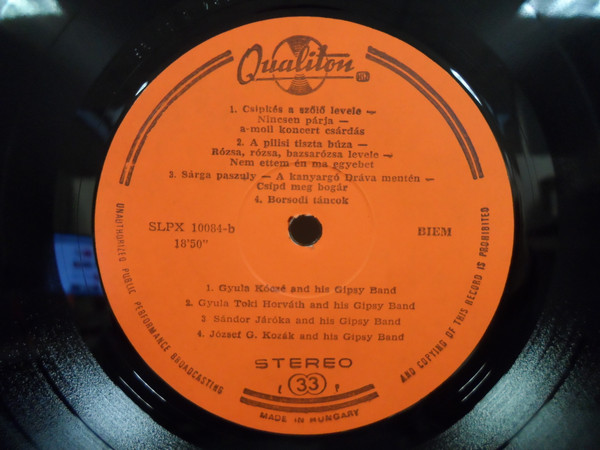 Qualiton
1. Csipkés a szőlő levele —
Nincsen párja —
a-moll koncert csárdás
2. A pilisi tiszta búza —
Rózsa, rózsa, bazsarózsa levele —
Nem ettem én ma egyebet
3. Sárga paszuly — A kanyargó Dráva mentén —
Csípd meg bogár
4. Borsodi táncok
SLPX 10084-b
18'50"
BIEM
1. Gyula Kóczé and his Gipsy Band
2. Gyula Toki Horváth and his Gipsy Band
3 Sándor Járóka and his Gipsy Band
4. József G. Kozák and his Gipsy Band
STEREO
L 33 P
MADE IN HUNGARY
UNAUTHORIZED PUBLIC PERFORMANCE BROADCASTING
AND COPYING OF THIS RECORD IS PROHIBITED